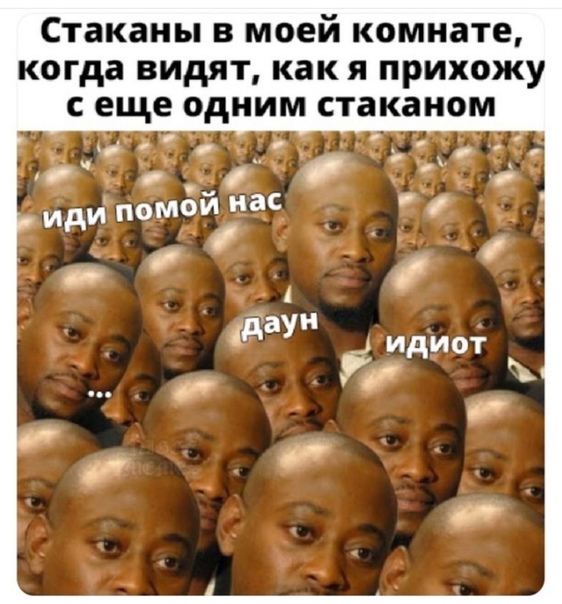 Стаканы в моей комнате,
когда видят, как я прихожу
с еще одним стаканом
иди помой нас
даун
идиот
...